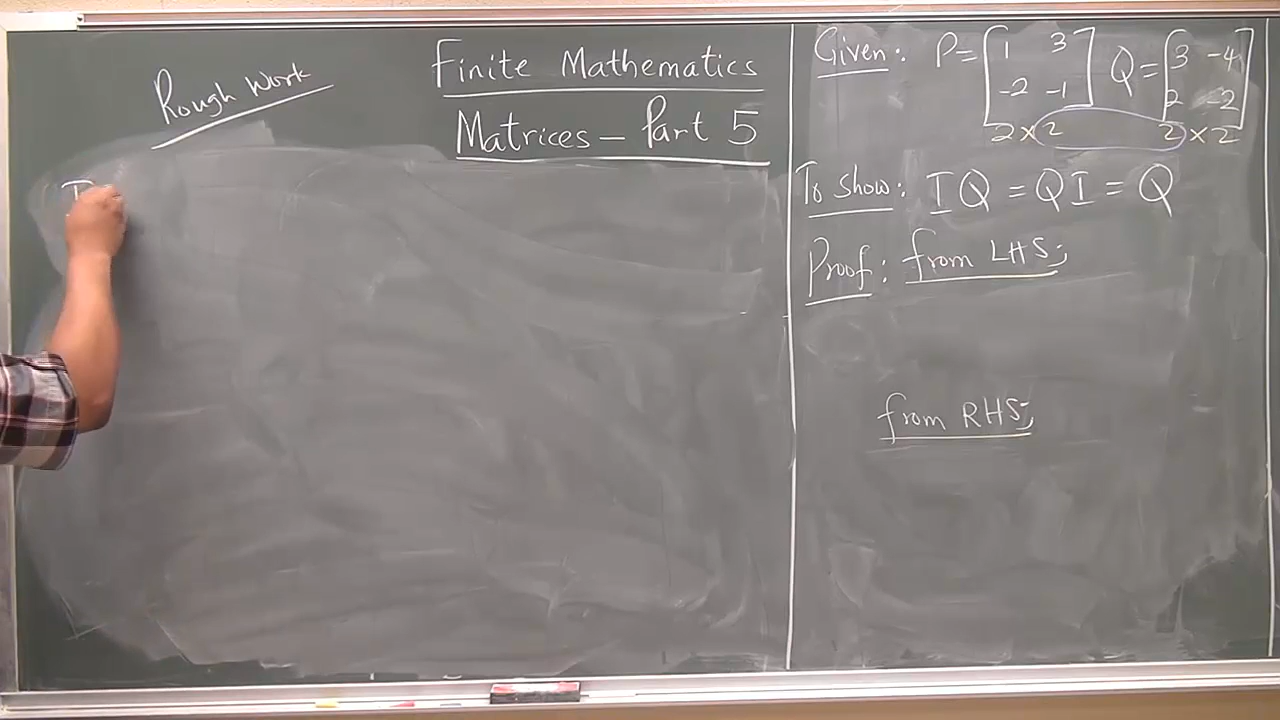 Rough Work
Finite Mathematics
Matrices – Part 5
I
Given: P = [1 3 Q = [3 -4
-2 -1] 2 -2]
2×2 2×2
To show: IQ = QI = Q
Proof: from LHS;
from RHS;